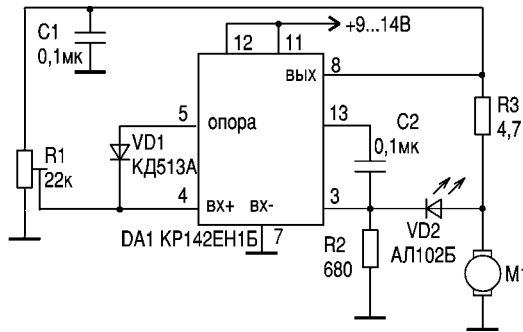 C1
0,1мк
+9...14В
12
11
ВЫХ
8
5
опора
13
R3
4,7
C2
0,1мк
VD1
КД513А
R1
22к
4
ВХ+
ВХ-
3
DA1 КР142ЕН1Б
7
R2
680
VD2
АЛ102Б
М1